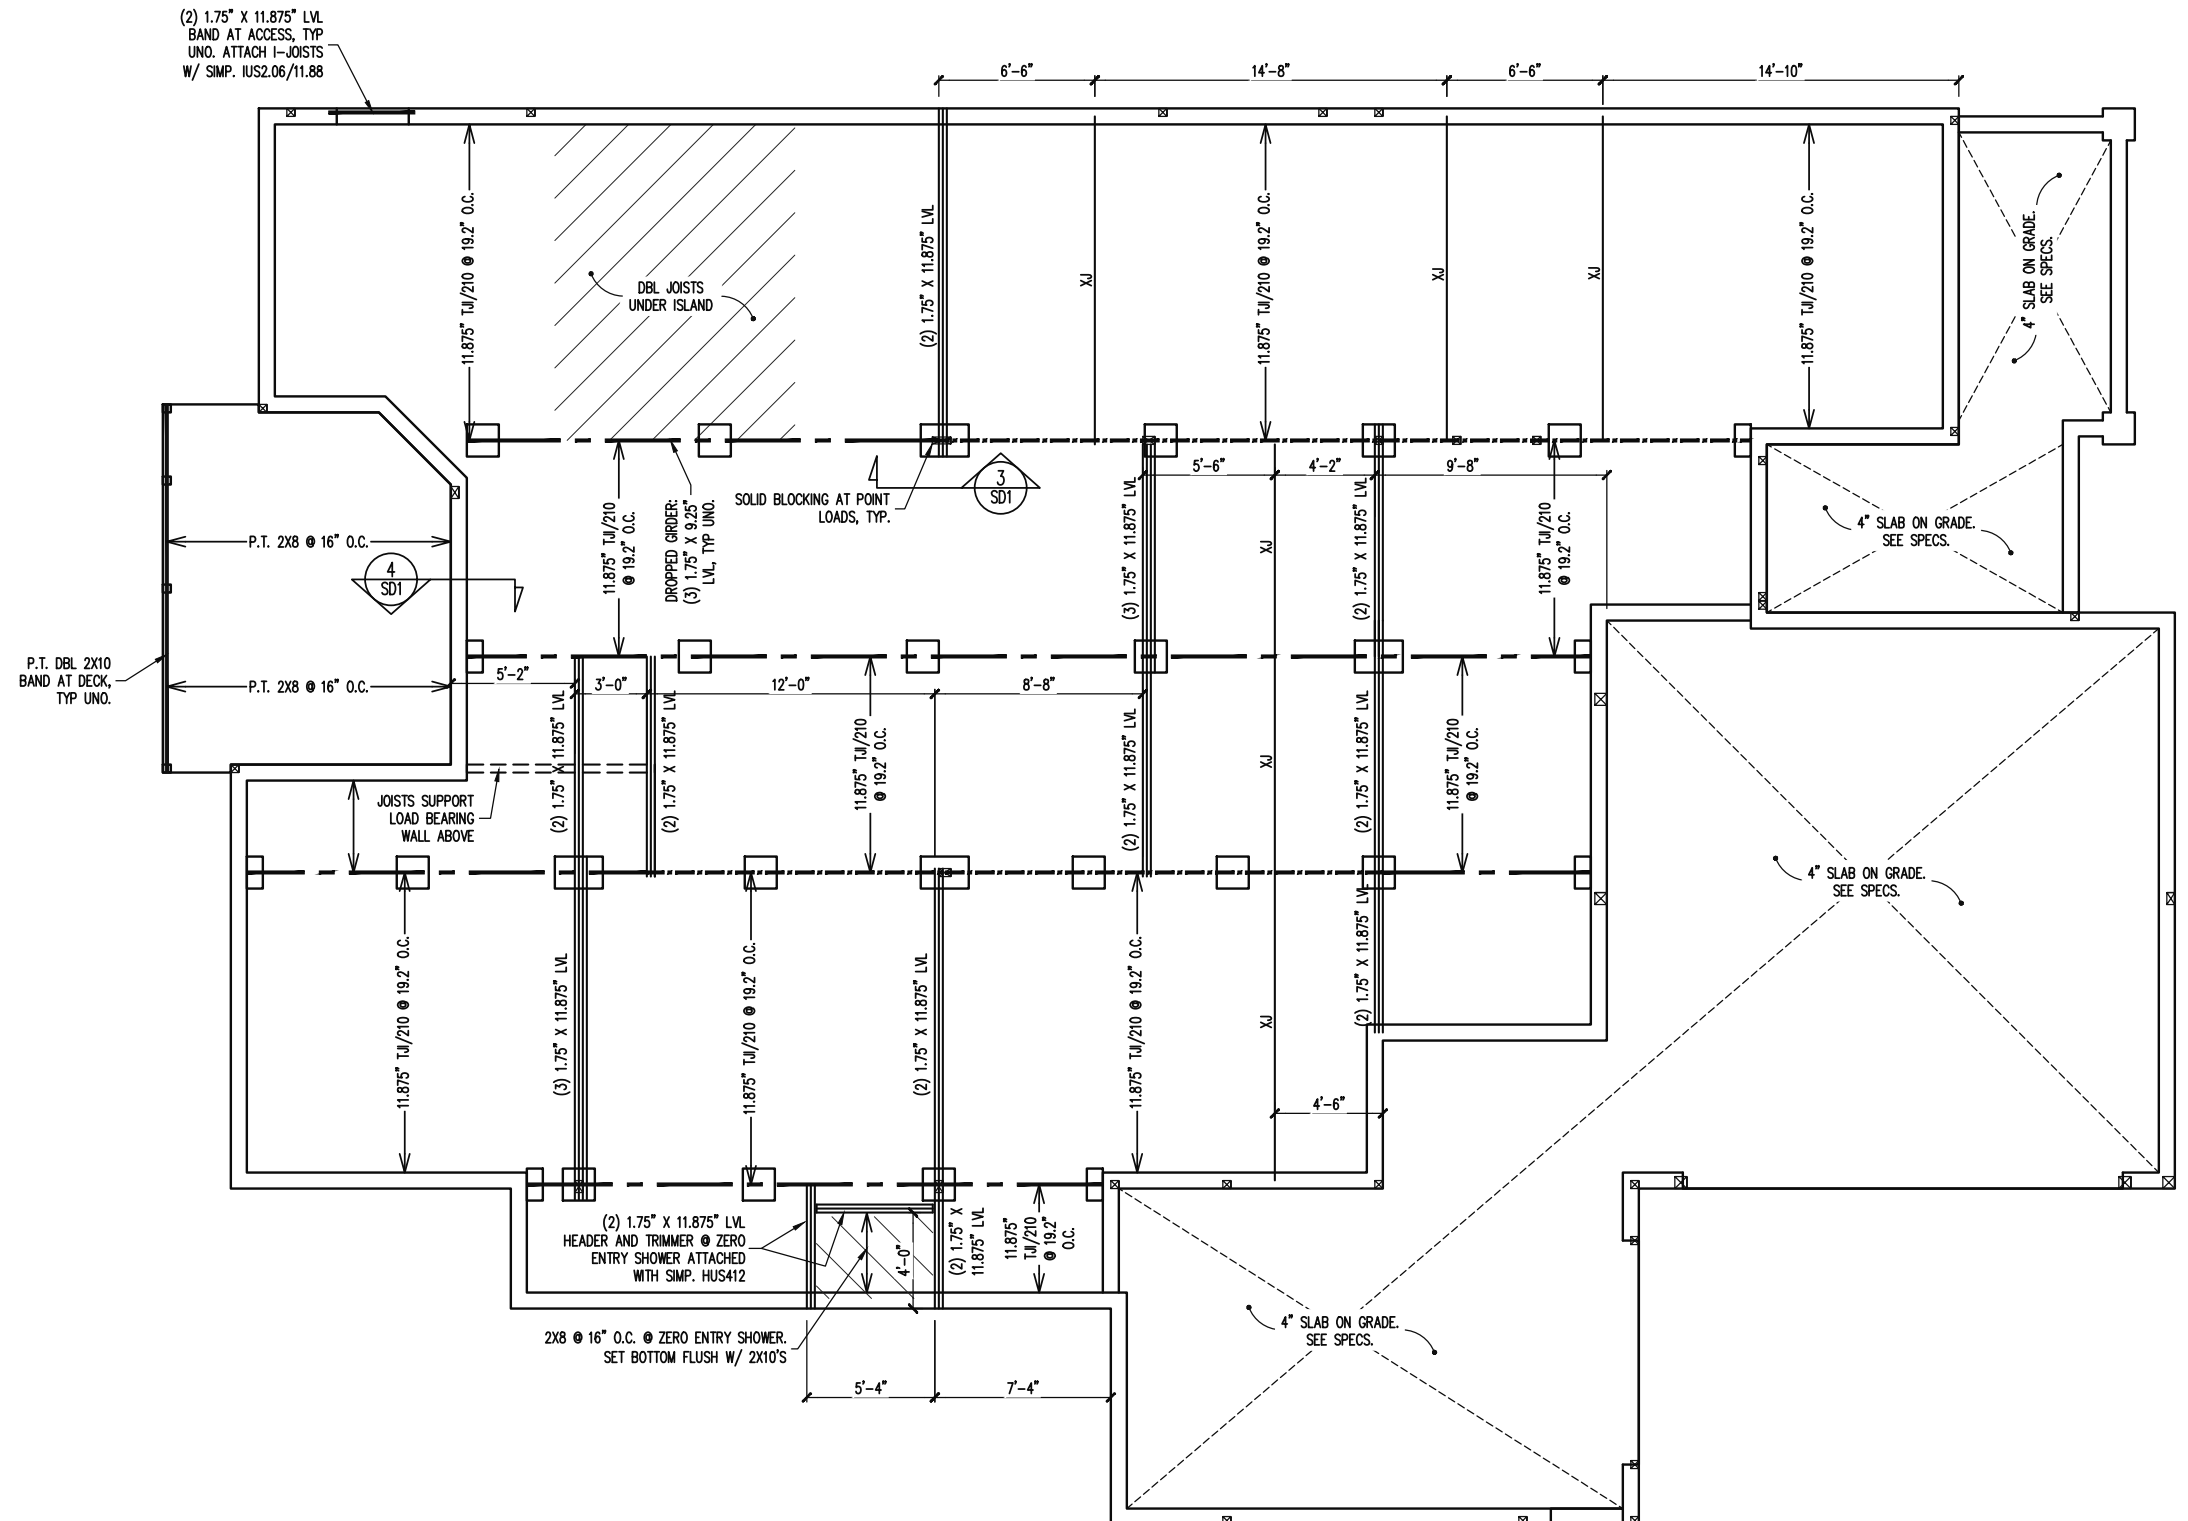 (2) 1.75" X 11.875" LVL
BAND AT ACCESS, TYP
UNO. ATTACH I-JOISTS
W/ SIMP. IUS2.06/11.88
6'-6"
14'-8"
6'-6"
14'-10"
11.875" TJI/210 @ 19.2" O.C.
DBL JOISTS
UNDER ISLAND
(2) 1.75" X 11.875" LVL
XJ
11.875" TJI/210 @ 19.2" O.C.
XJ
XJ
11.875" TJI/210 @ 19.2" O.C.
4" SLAB ON GRADE.
SEE SPECS.
3
SD1
SOLID BLOCKING AT POINT
LOADS, TYP.
5'-6"
4'-2"
9'-8"
P.T. 2X8 @ 16" O.C.
4
SD1
11.875" TJI/210
@ 19.2" O.C.
DROPPED GIRDER:
(3) 1.75" X 9.25"
LVL, TYP UNO.
(3) 1.75" X 11.875" LVL
XJ
(2) 1.75" X 11.875" LVL
11.875" TJI/210
@ 19.2" O.C.
4" SLAB ON GRADE.
SEE SPECS.
P.T. DBL 2X10
BAND AT DECK,
TYP UNO.
P.T. 2X8 @ 16" O.C.
5'-2"
3'-0"
12'-0"
8'-8"
(2) 1.75" X 11.875" LVL
(2) 1.75" X 11.875" LVL
11.875" TJI/210
@ 19.2" O.C.
(2) 1.75" X 11.875" LVL
XJ
(2) 1.75" X 11.875" LVL
11.875" TJI/210
@ 19.2" O.C.
JOISTS SUPPORT
LOAD BEARING
WALL ABOVE
4" SLAB ON GRADE.
SEE SPECS.
11.875" TJI/210 @ 19.2" O.C.
(3) 1.75" X 11.875" LVL
11.875" TJI/210 @ 19.2" O.C.
(2) 1.75" X 11.875" LVL
11.875" TJI/210 @ 19.2" O.C.
XJ
(2) 1.75" X 11.875" LVL
4'-6"
(2) 1.75" X 11.875" LVL
HEADER AND TRIMMER @ ZERO
ENTRY SHOWER ATTACHED
WITH SIMP. HUS412
4'-0"
(2) 1.75" X
11.875" LVL
11.875"
TJI/210
@ 19.2"
O.C.
2X8 @ 16" O.C. @ ZERO ENTRY SHOWER.
SET BOTTOM FLUSH W/ 2X10'S
4" SLAB ON GRADE.
SEE SPECS.
5'-4"
7'-4"